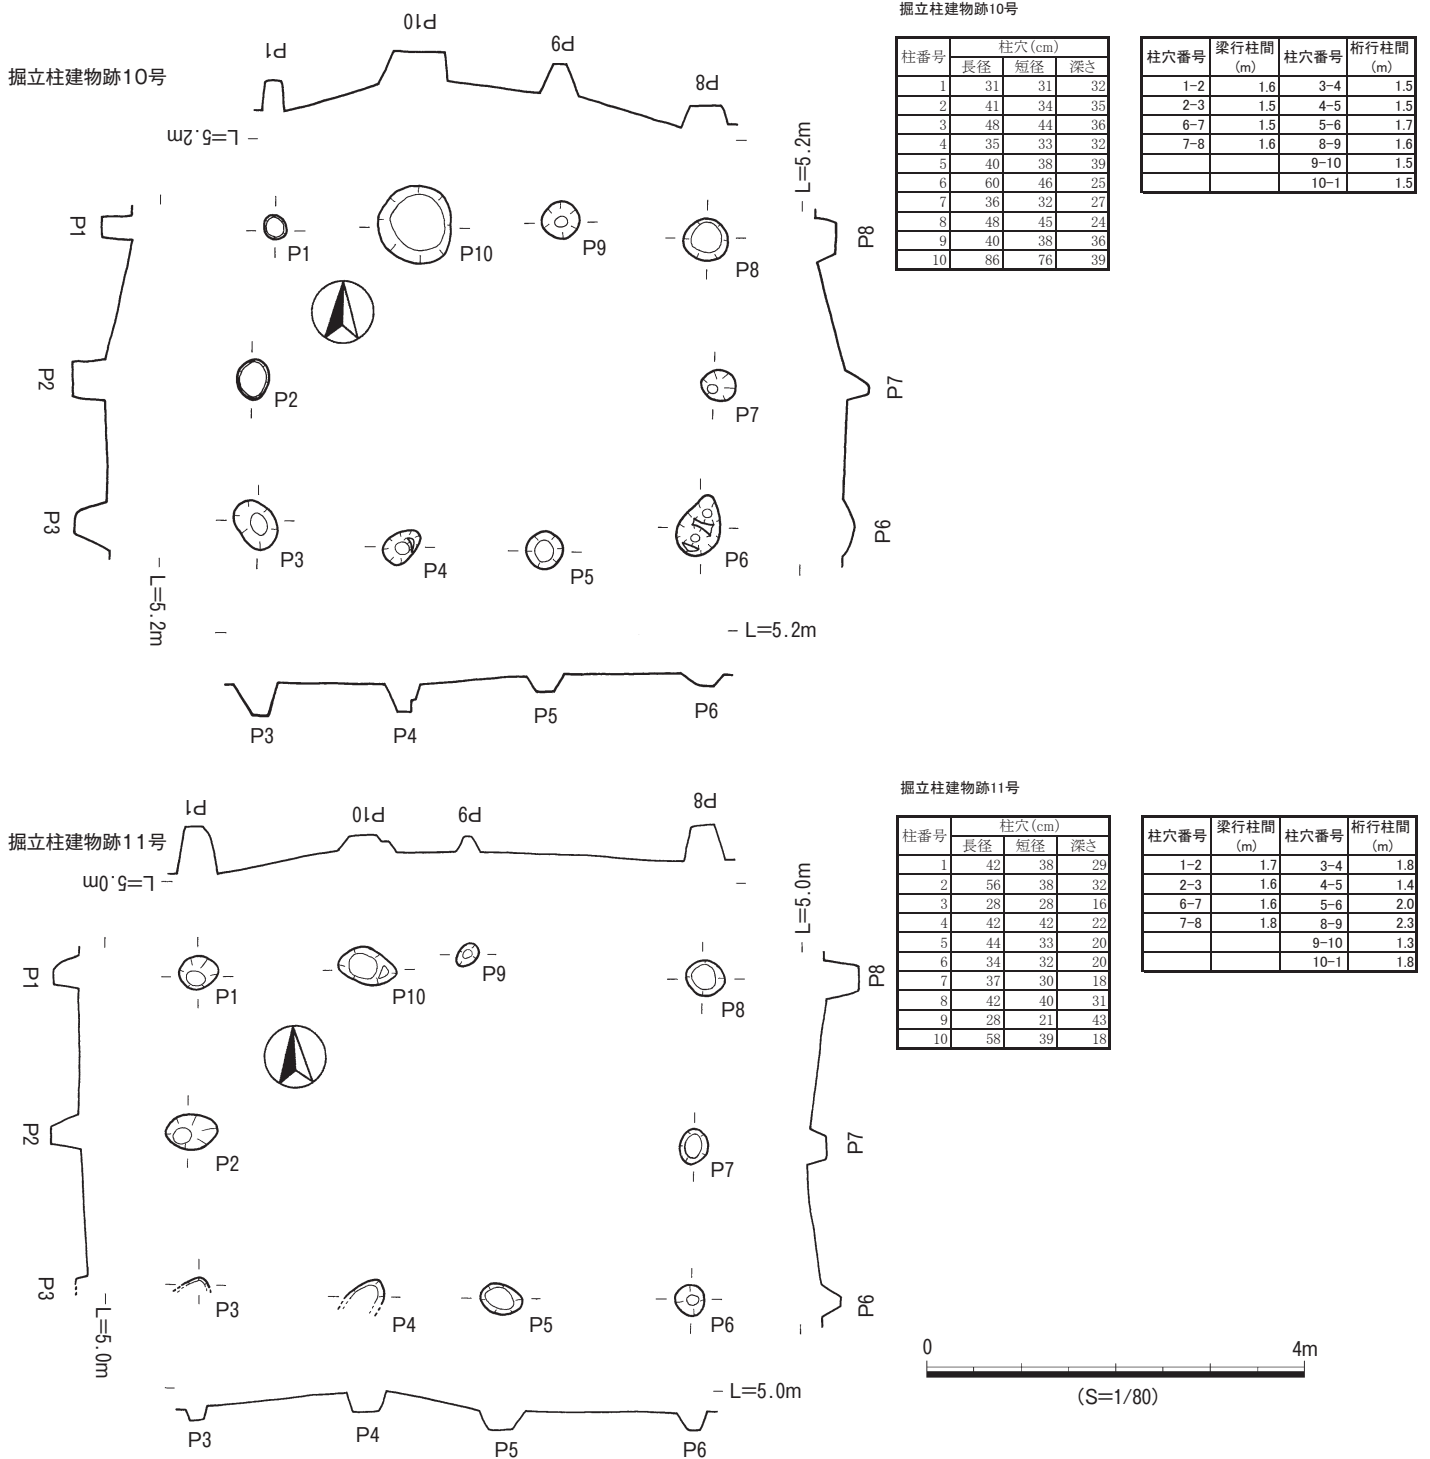 掘立柱建物跡10号
P1
P10
P9
P8
L=5.2m
L=5.2m
P1
P2
P3
L=5.2m
P1
P10
P9
P8
P2
P7
P3
P4
P5
P6
P8
P7
P6
L=5.2m
P3
P4
P5
P6
掘立柱建物跡10号
柱番号 柱穴(cm)
長径 短径 深さ
1 31 31 32
2 41 34 35
3 48 44 36
4 35 33 32
5 40 38 39
6 60 46 25
7 36 32 27
8 48 45 24
9 40 38 36
10 86 76 39
柱穴番号 梁行柱間(m) 柱穴番号 桁行柱間(m)
1-2 1.6 3-4 1.5
2-3 1.5 4-5 1.5
6-7 1.5 5-6 1.7
7-8 1.6 8-9 1.6
9-10 1.5
10-1 1.5
掘立柱建物跡11号
P1
P10
P9
P8
L=5.0m
L=5.0m
P1
P2
P3
L=5.0m
P1
P10
P9
P8
P2
P7
P3
P4
P5
P6
P8
P7
P6
L=5.0m
P3
P4
P5
P6
掘立柱建物跡11号
柱番号 柱穴(cm)
長径 短径 深さ
1 42 38 29
2 56 38 32
3 28 28 16
4 42 42 22
5 44 33 20
6 34 32 20
7 37 30 18
8 42 40 31
9 28 21 43
10 58 39 18
柱穴番号 梁行柱間(m) 柱穴番号 桁行柱間(m)
1-2 1.7 3-4 1.8
2-3 1.6 4-5 1.4
6-7 1.6 5-6 2.0
7-8 1.8 8-9 2.3
9-10 1.3
10-1 1.8
0 4m
(S=1/80)